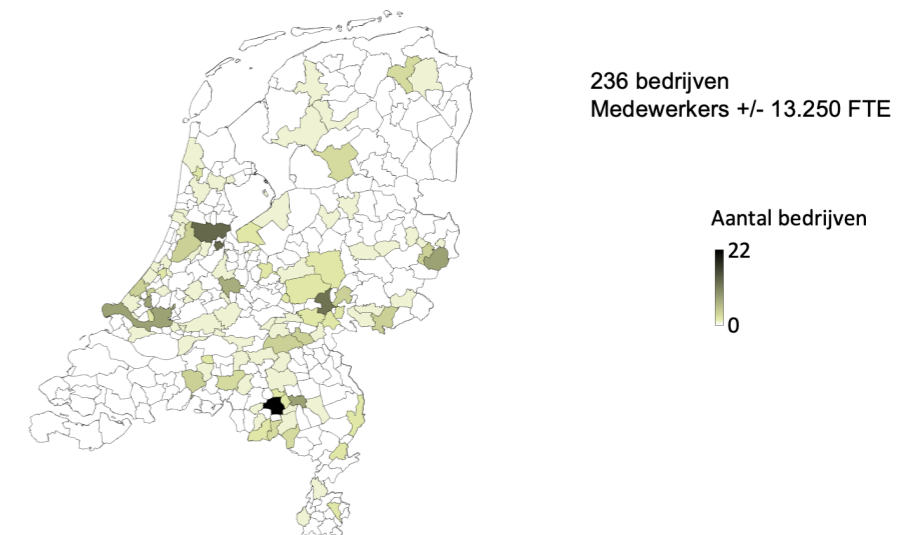 236 bedrijven
Medewerkers +/- 13.250 FTE
Aantal bedrijven
22
0